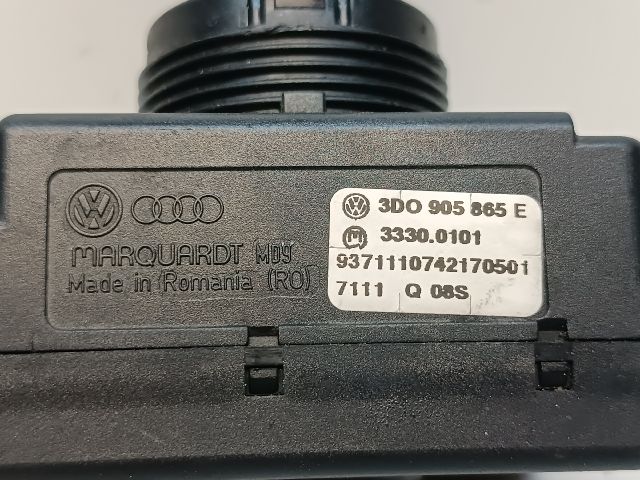 MARQUARDT M09
Made in Romania (RO)
3D0 905 865 E
3330.0101
9371110742170501
7111 Q 08S